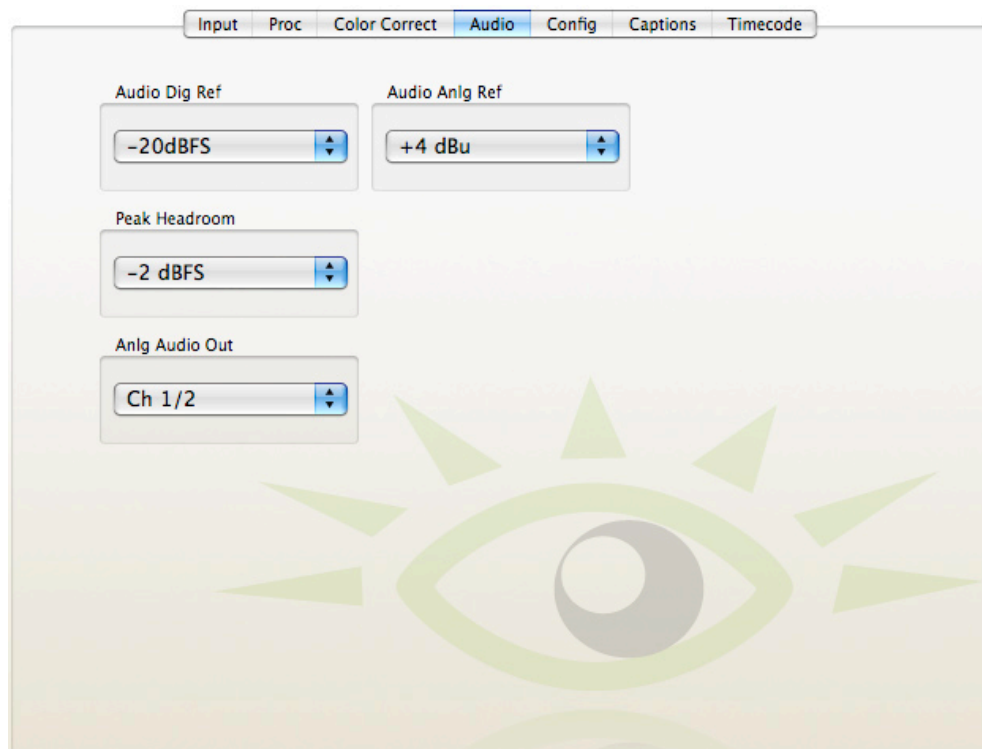 Input Proc Color Correct Audio Config Captions Timecode
Audio Dig Ref Audio Anlg Ref
-20dBFS +4 dBu
Peak Headroom
-2 dBFS
Anlg Audio Out
Ch 1/2